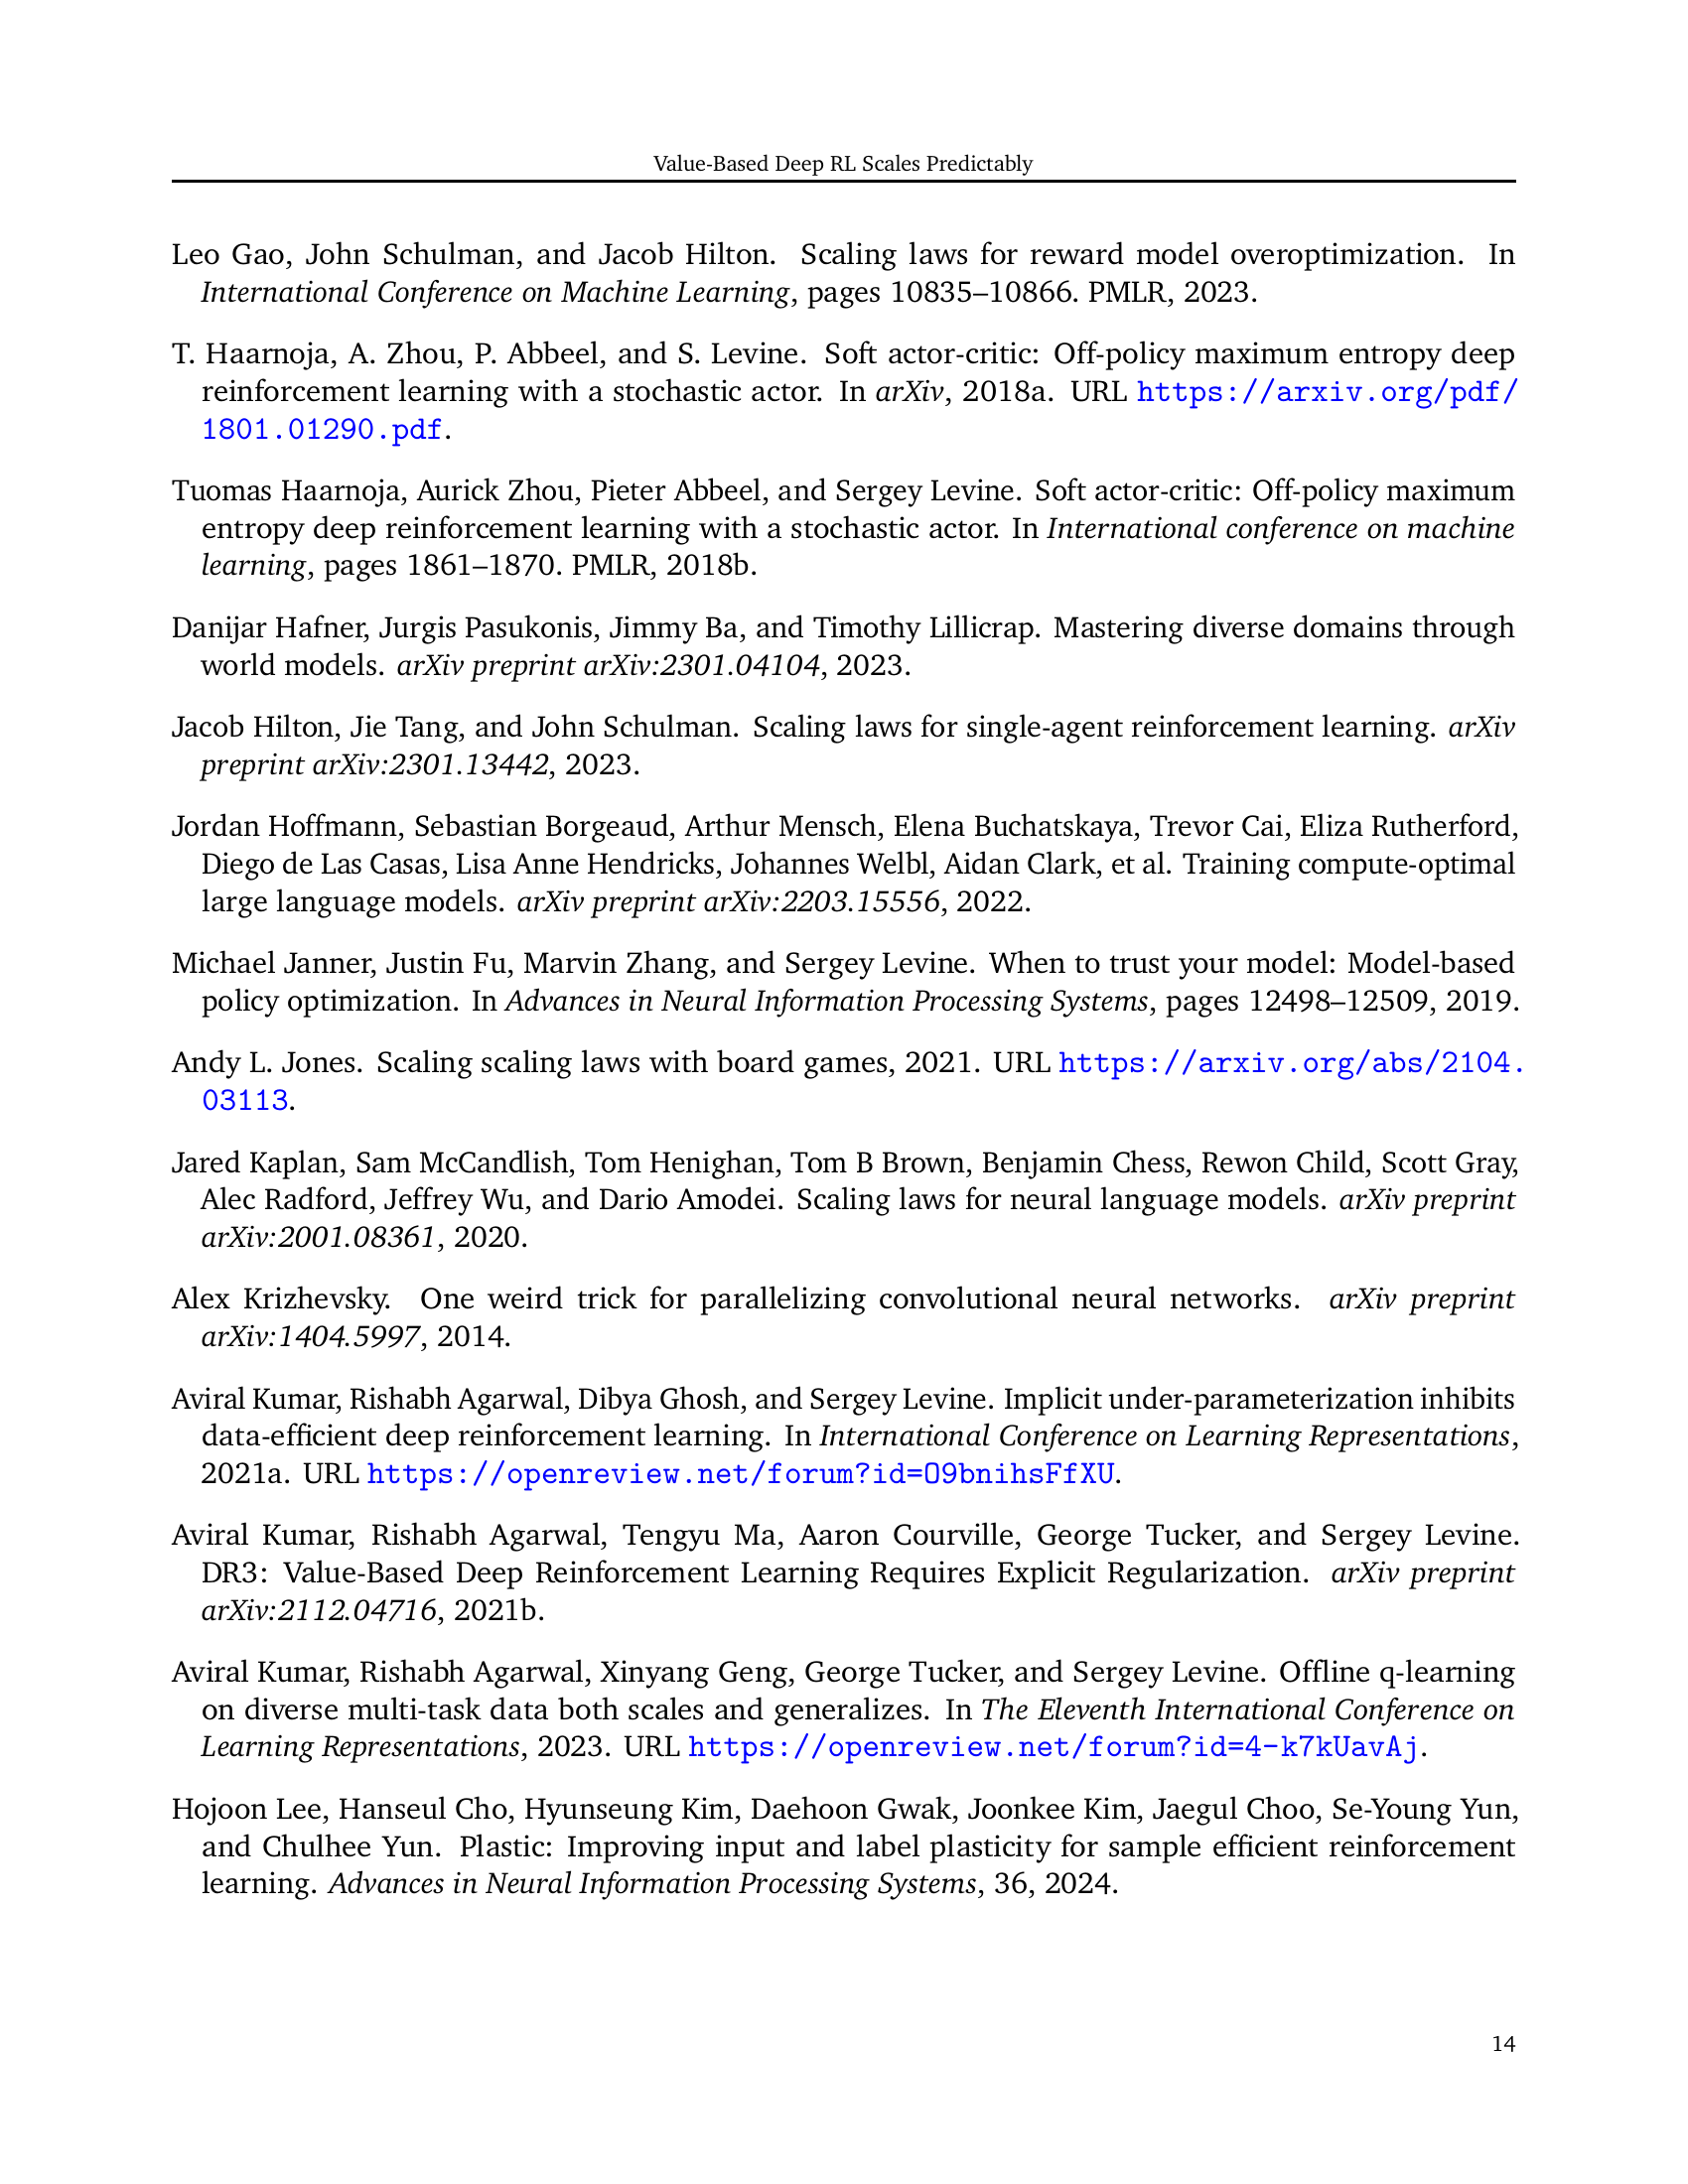 Value-Based Deep RL Scales Predictably
Leo Gao, John Schulman, and Jacob Hilton. Scaling laws for reward model overoptimization. In
International Conference on Machine Learning, pages 10835–10866. PMLR, 2023.
T. Haarnoja, A. Zhou, P. Abbeel, and S. Levine. Soft actor-critic: Off-policy maximum entropy deep
reinforcement learning with a stochastic actor. In arXiv, 2018a. URL https://arxiv.org/pdf/
1801.01290.pdf.
Tuomas Haarnoja, Aurick Zhou, Pieter Abbeel, and Sergey Levine. Soft actor-critic: Off-policy maximum
entropy deep reinforcement learning with a stochastic actor. In International conference on machine
learning, pages 1861–1870. PMLR, 2018b.
Danijar Hafner, Jurgis Pasukonis, Jimmy Ba, and Timothy Lillicrap. Mastering diverse domains through
world models. arXiv preprint arXiv:2301.04104, 2023.
Jacob Hilton, Jie Tang, and John Schulman. Scaling laws for single-agent reinforcement learning. arXiv
preprint arXiv:2301.13442, 2023.
Jordan Hoffmann, Sebastian Borgeaud, Arthur Mensch, Elena Buchatskaya, Trevor Cai, Eliza Rutherford,
Diego de Las Casas, Lisa Anne Hendricks, Johannes Welbl, Aidan Clark, et al. Training compute-optimal
large language models. arXiv preprint arXiv:2203.15556, 2022.
Michael Janner, Justin Fu, Marvin Zhang, and Sergey Levine. When to trust your model: Model-based
policy optimization. In Advances in Neural Information Processing Systems, pages 12498–12509, 2019.
Andy L. Jones. Scaling scaling laws with board games, 2021. URL https://arxiv.org/abs/2104.
03113.
Jared Kaplan, Sam McCandlish, Tom Henighan, Tom B Brown, Benjamin Chess, Rewon Child, Scott Gray,
Alec Radford, Jeffrey Wu, and Dario Amodei. Scaling laws for neural language models. arXiv preprint
arXiv:2001.08361, 2020.
Alex Krizhevsky. One weird trick for parallelizing convolutional neural networks. arXiv preprint
arXiv:1404.5997, 2014.
Aviral Kumar, Rishabh Agarwal, Dibya Ghosh, and Sergey Levine. Implicit under-parameterization inhibits
data-efficient deep reinforcement learning. In International Conference on Learning Representations,
2021a. URL https://openreview.net/forum?id=O9bnihsFfXU.
Aviral Kumar, Rishabh Agarwal, Tengyu Ma, Aaron Courville, George Tucker, and Sergey Levine.
DR3: Value-Based Deep Reinforcement Learning Requires Explicit Regularization. arXiv preprint
arXiv:2112.04716, 2021b.
Aviral Kumar, Rishabh Agarwal, Xinyang Geng, George Tucker, and Sergey Levine. Offline q-learning
on diverse multi-task data both scales and generalizes. In The Eleventh International Conference on
Learning Representations, 2023. URL https://openreview.net/forum?id=4-k7kUavAj.
Hojoon Lee, Hanseul Cho, Hyunseung Kim, Daehoon Gwak, Joonkee Kim, Jaegul Choo, Se-Young Yun,
and Chulhee Yun. Plastic: Improving input and label plasticity for sample efficient reinforcement
learning. Advances in Neural Information Processing Systems, 36, 2024.
14